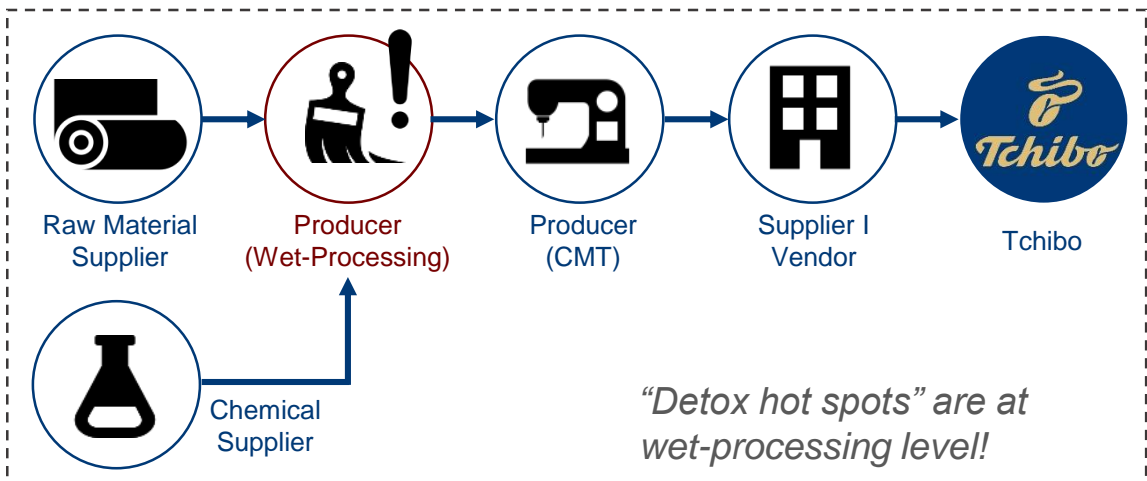 Tchibo
Raw Material
Supplier
Producer
(Wet-Processing)
Producer
(CMT)
Supplier I
Vendor
Tchibo
Chemical
Supplier
“Detox hot spots” are at
wet-processing level!